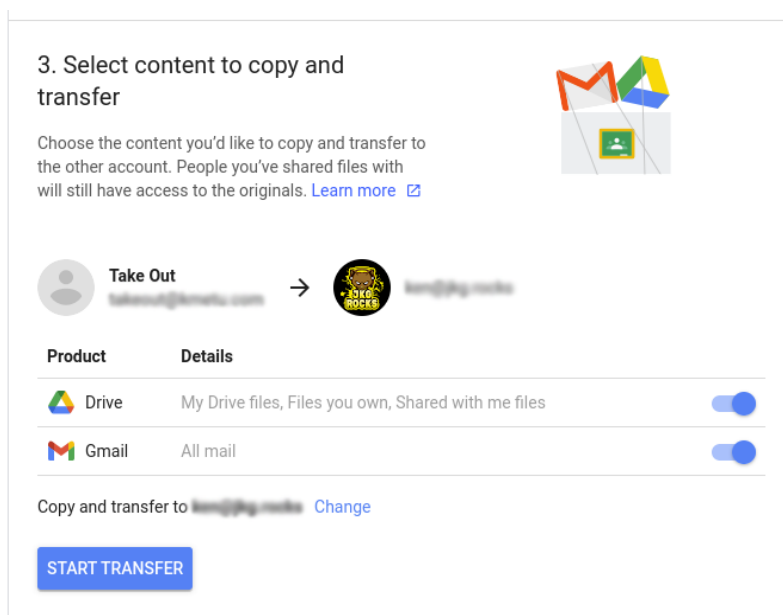 3. Select content to copy and
transfer
Choose the content you’d like to copy and transfer to
the other account. People you’ve shared files with
will still have access to the originals. Learn more
Take Out
JKG
ROCKS
Product Details
Drive My Drive files, Files you own, Shared with me files
Gmail All mail
Copy and transfer to Change
START TRANSFER